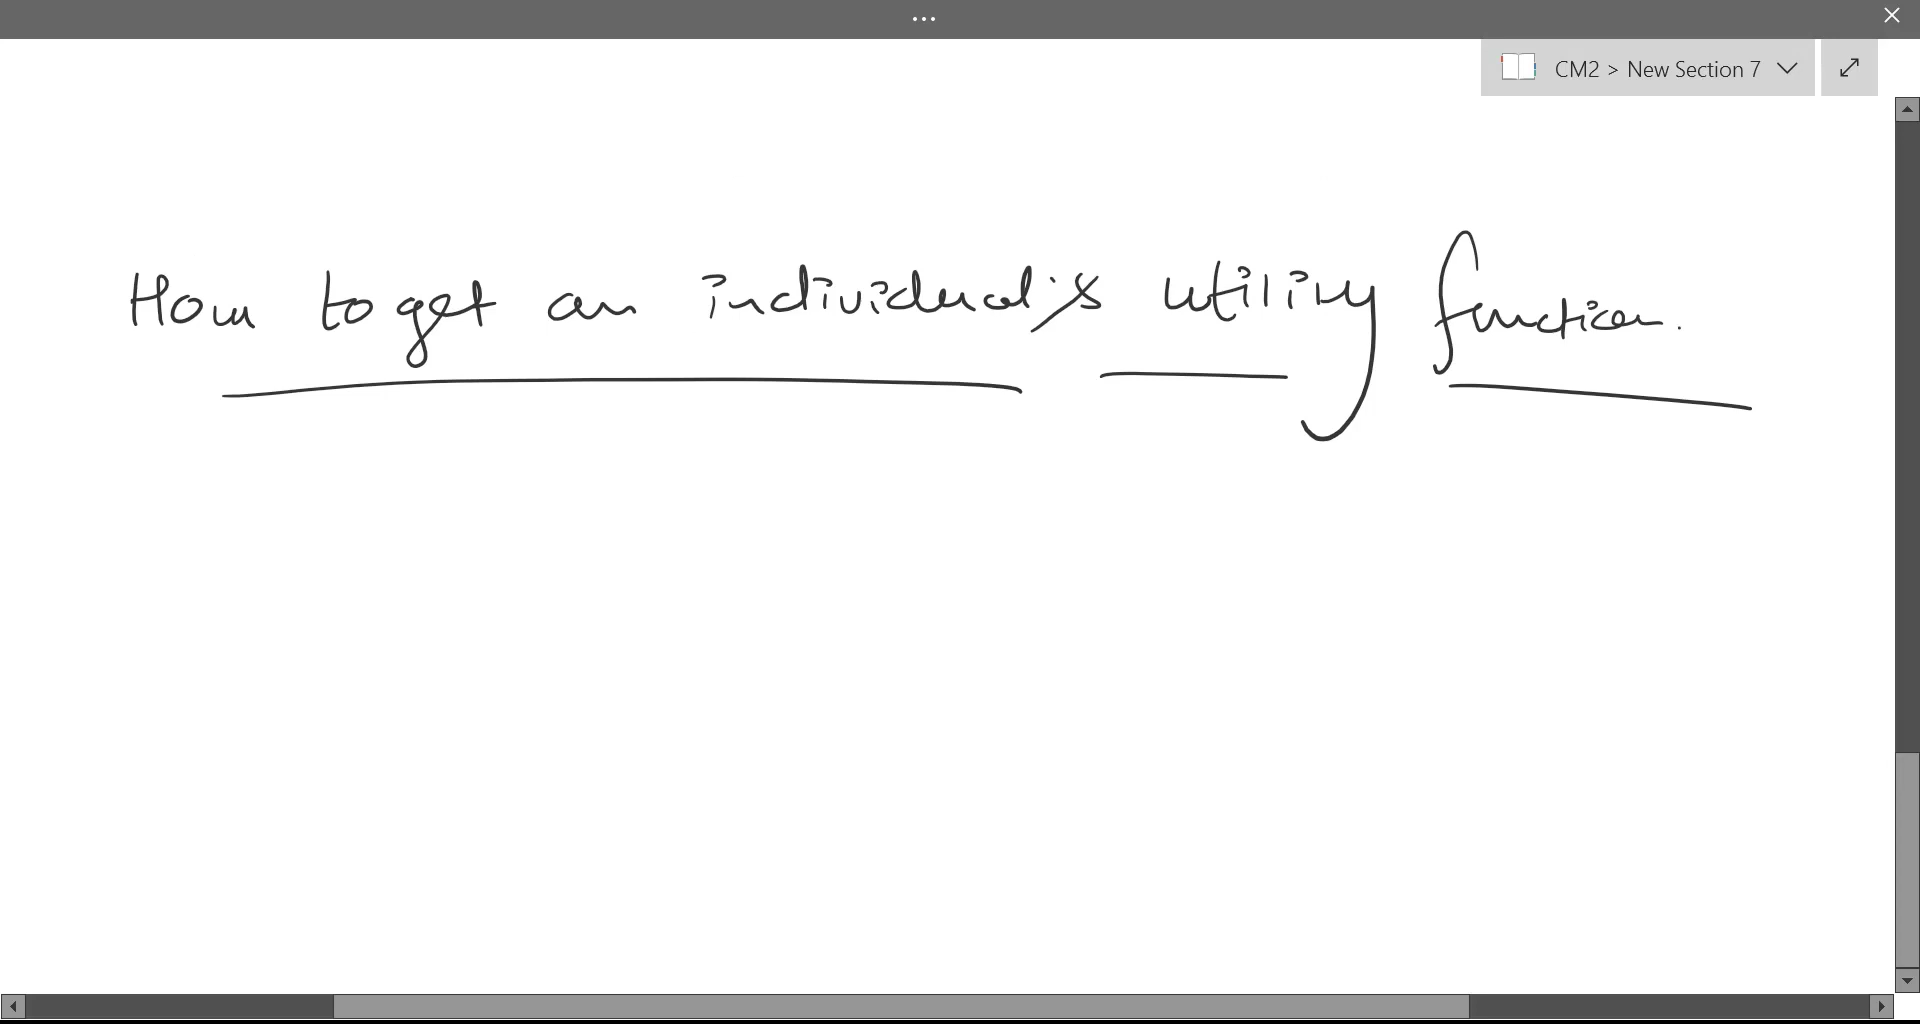 ...
CM2 > New Section 7
How to get an individual's utility function.